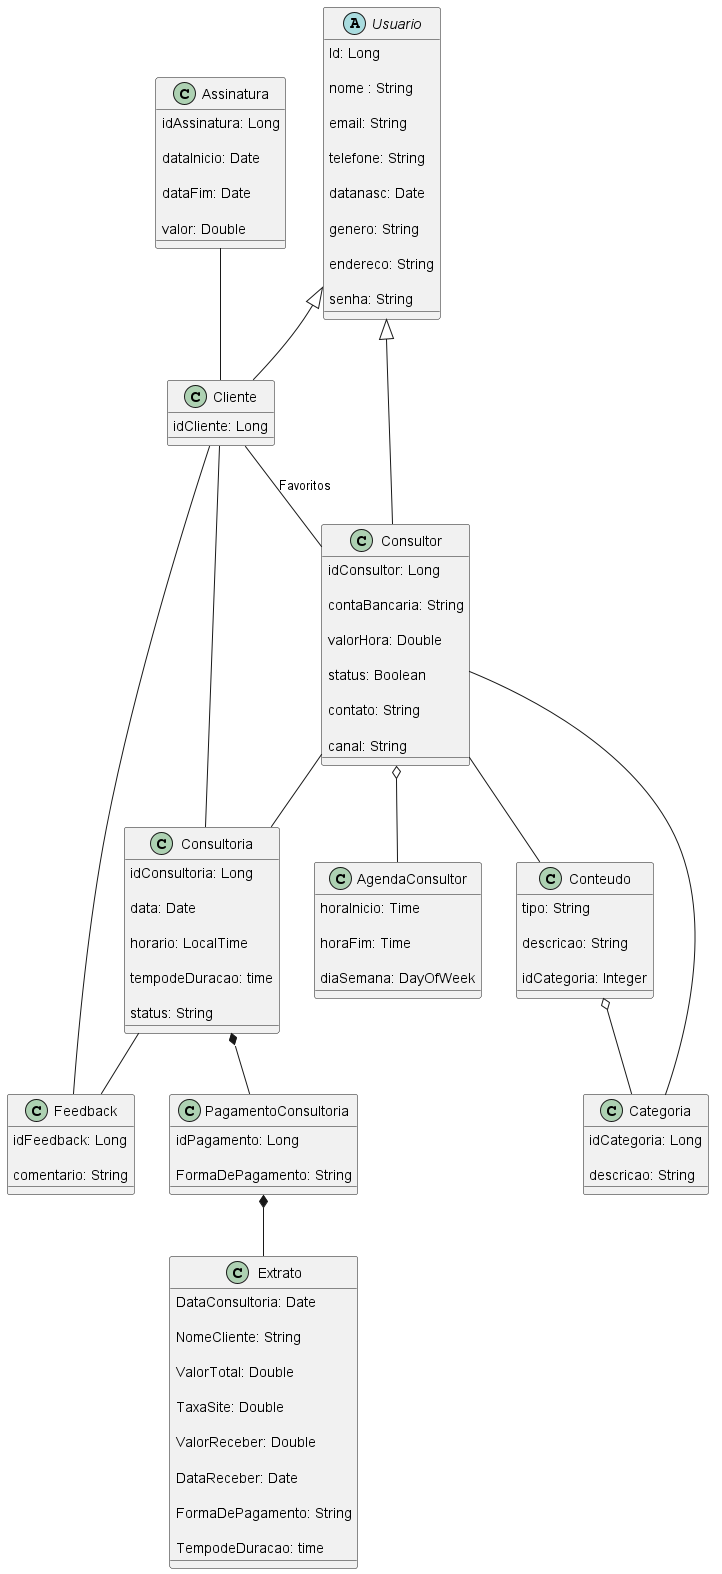 A Usuario
Id: Long
nome : String
email: String
telefone: String
datanasc: Date
genero: String
endereco: String
senha: String
C Assinatura
idAssinatura: Long
dataInicio: Date
dataFim: Date
valor: Double
C Cliente
idCliente: Long
Favoritos
C Consultor
idConsultor: Long
contaBancaria: String
valorHora: Double
status: Boolean
contato: String
canal: String
C Consultoria
idConsultoria: Long
data: Date
horario: LocalTime
tempodeDuracao: time
status: String
C AgendaConsultor
horaInicio: Time
horaFim: Time
diaSemana: DayOfWeek
C Conteudo
tipo: String
descricao: String
idCategoria: Integer
C Feedback
idFeedback: Long
comentario: String
C PagamentoConsultoria
idPagamento: Long
FormaDePagamento: String
C Categoria
idCategoria: Long
descricao: String
C Extrato
DataConsultoria: Date
NomeCliente: String
ValorTotal: Double
TaxaSite: Double
ValorReceber: Double
DataReceber: Date
FormaDePagamento: String
TempodeDuracao: time